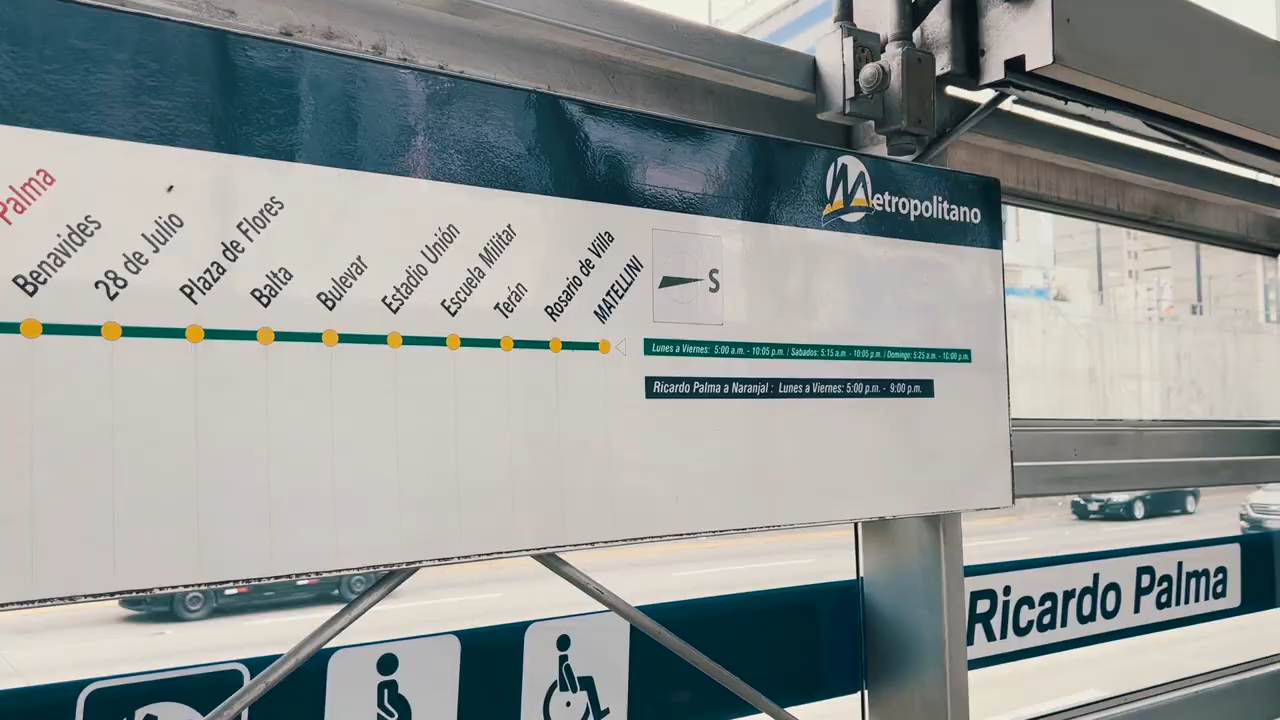 Metropolitano
Palma
Benavides
28 de Julio
Plaza de Flores
Balta
Bulevar
Estadio Unión
Escuela Militar
Terán
Rosario de Villa
MATELLINI
S
Lunes a Viernes: 5:00 a.m. - 10:05 p.m. / Sabados: 5:15 a.m. - 10:05 p.m. / Domingo: 5:25 a.m. - 10:00 p.m.
Ricardo Palma a Naranjal : Lunes a Viernes: 5:00 p.m. - 9:00 p.m.
Ricardo Palma